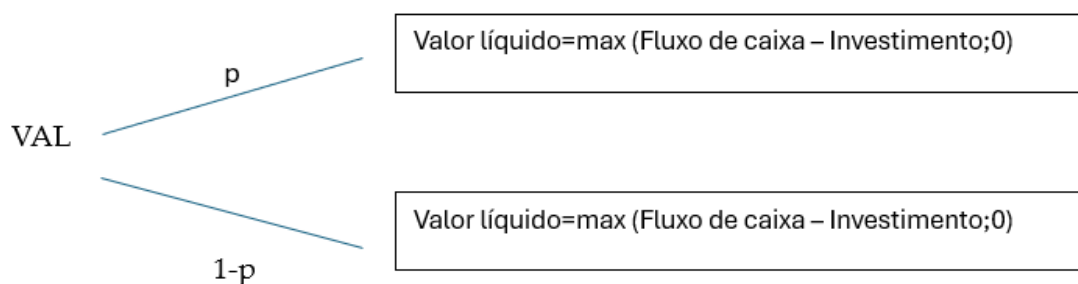 Valor líquido=max (Fluxo de caixa – Investimento;0)
p
VAL
Valor líquido=max (Fluxo de caixa – Investimento;0)
1-p